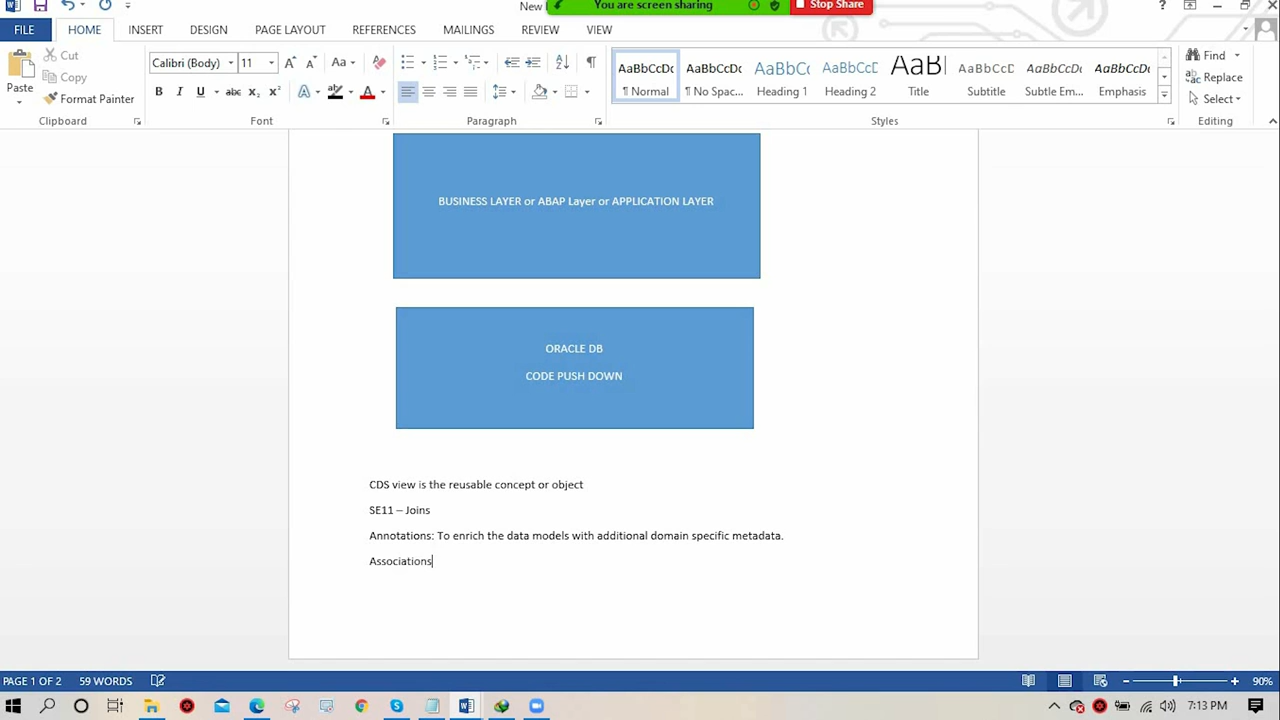 New
You are screen sharing
Stop Share
FILE
HOME
INSERT
DESIGN
PAGE LAYOUT
REFERENCES
MAILINGS
REVIEW
VIEW
Paste
Cut
Copy
Format Painter
Calibri (Body)
11
AaBbCcDc
¶ Normal
AaBbCcDc
¶ No Spac...
AaBbCc
Heading 1
AaBbCcD
Heading 2
AaB
Title
AaBbCcD
Subtitle
AaBbCcDc
Subtle Em...
AaBbCcDc
Emphasis
Find
Replace
Select
Clipboard
Font
Paragraph
Styles
Editing
BUSINESS LAYER or ABAP Layer or APPLICATION LAYER
ORACLE DB
CODE PUSH DOWN
CDS view is the reusable concept or object
SE11 – Joins
Annotations: To enrich the data models with additional domain specific metadata.
Associations
PAGE 1 OF 2
59 WORDS
90%
7:13 PM